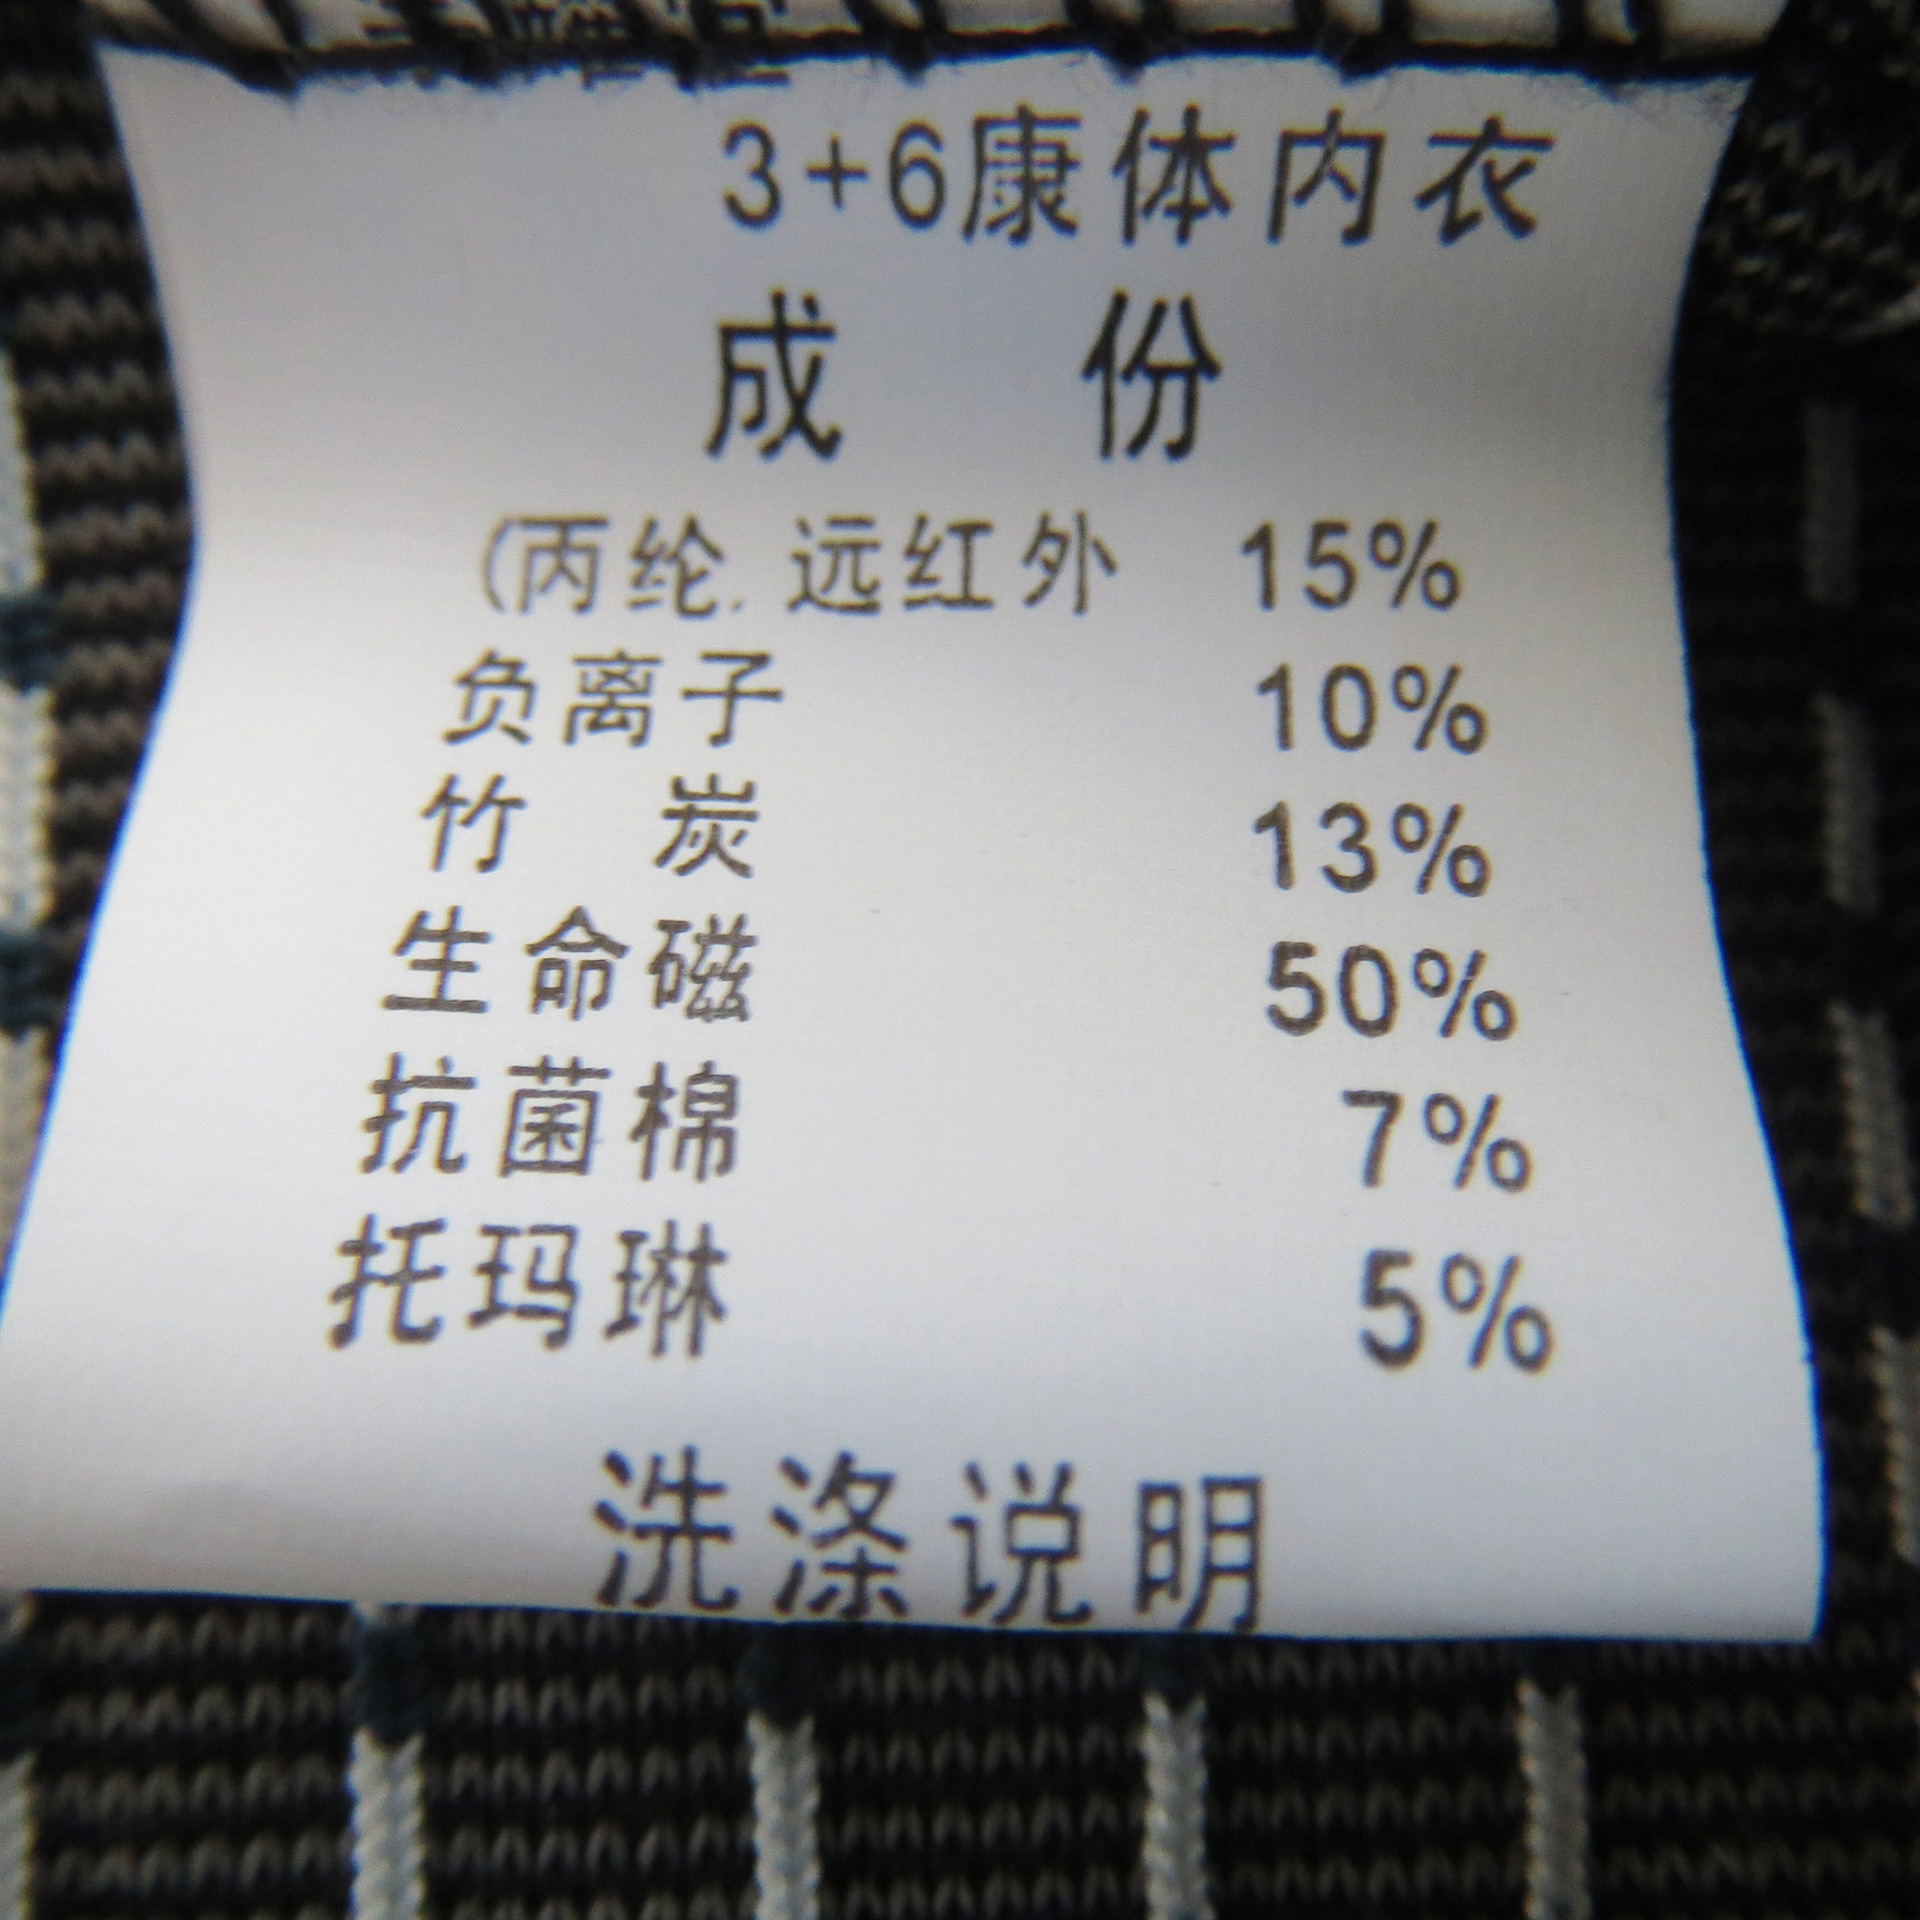 3+6康体内衣
成 份
(丙纶.远红外 15%
负离子 10%
竹 炭 13%
生命磁 50%
抗菌棉 7%
托玛琳 5%
洗涤说明